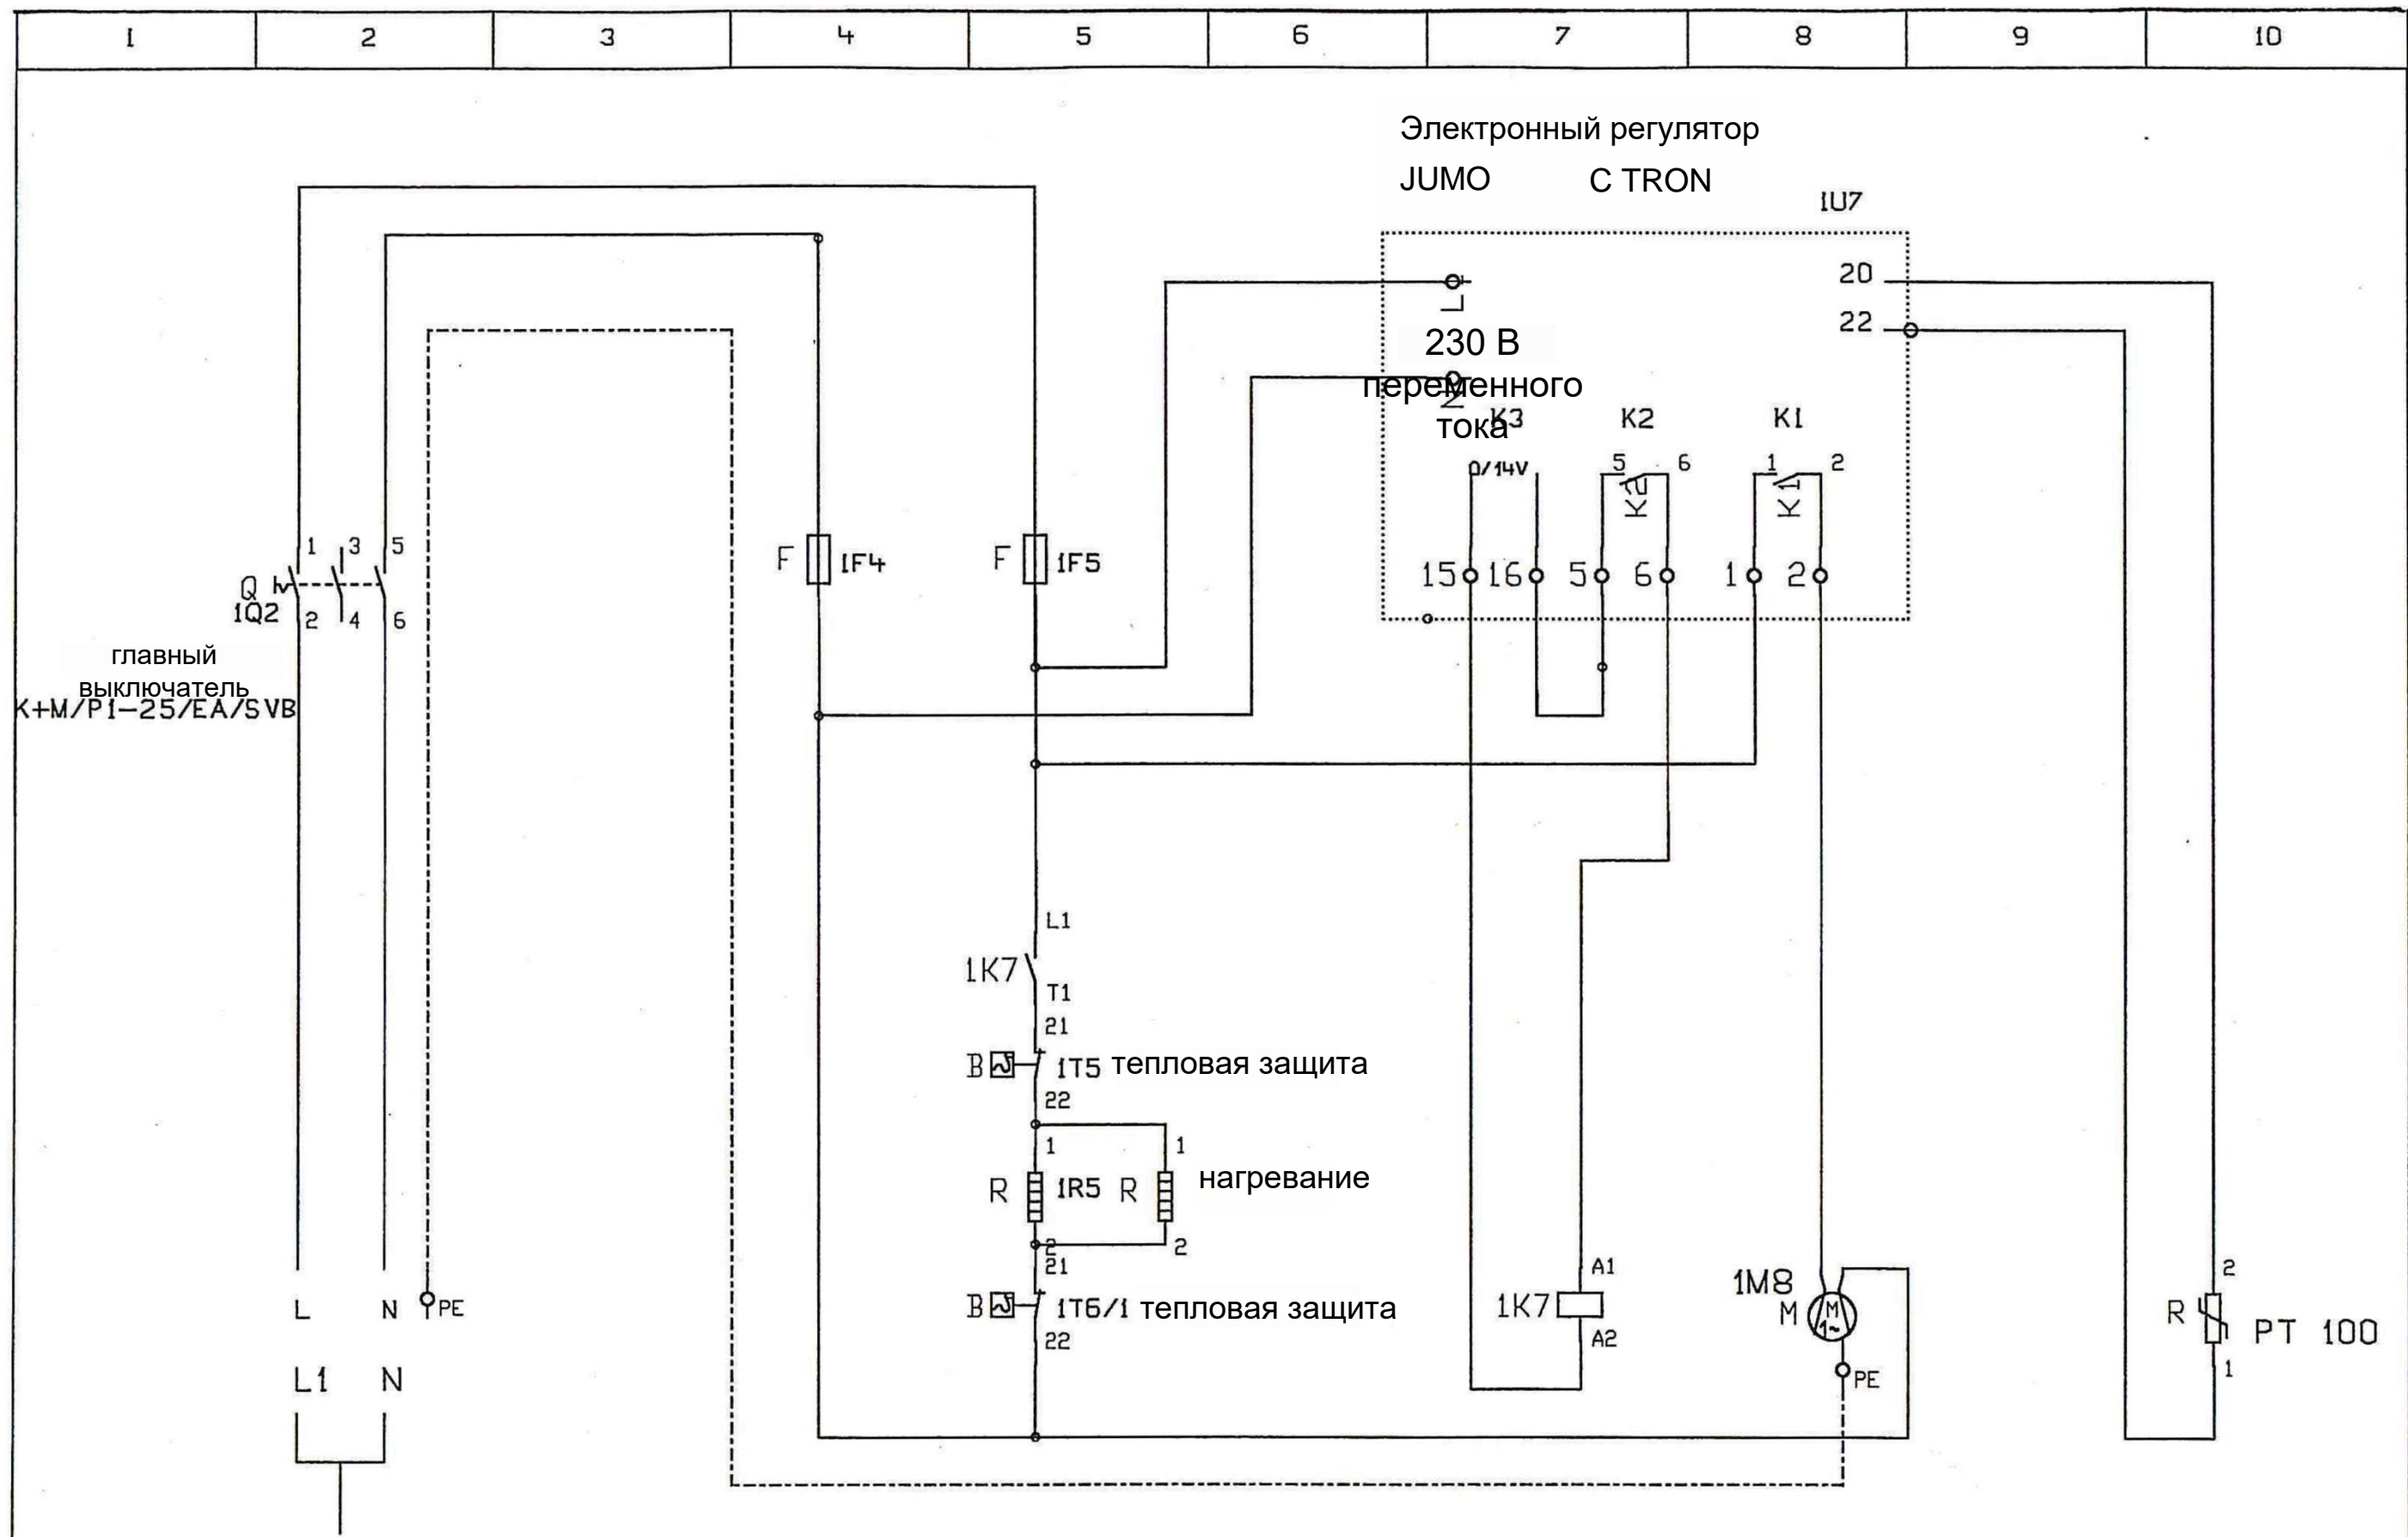 1 2 3 4 5 6 7 8 9 10
Электронный регулятор
JUMO C TRON
1U7
20
L
22
230 В
переменного
N
тока
K3 K2 K1
0/14V 5 6 1 2
K2 K1
1 3 5
F 1F4 F 1F5
15 16 5 6 1 2
Q
1Q2 2 4 6
главный
выключатель
K+M/P1-25/EA/SVB
L1
1K7
T1
21
B 1T5 тепловая защита
22
1 1
R 1R5 R нагревание
2 2
21
A1
L N PE
B 1T6/1 тепловая защита
22
1K7
A2
1M8
M M
1~
PE
2
R PT 100
1
L1 N